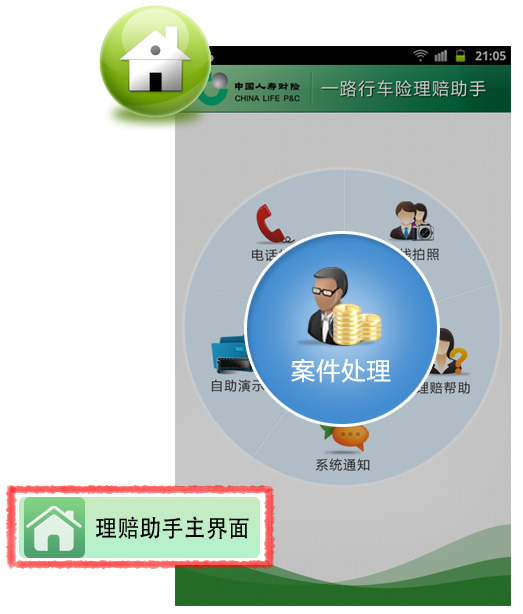 21:05
中国人寿财险
CHINA LIFE P&C
一路行车险理赔助手
电话
线拍照
案件处理
自助演示
理赔帮助
系统通知
理赔助手主界面